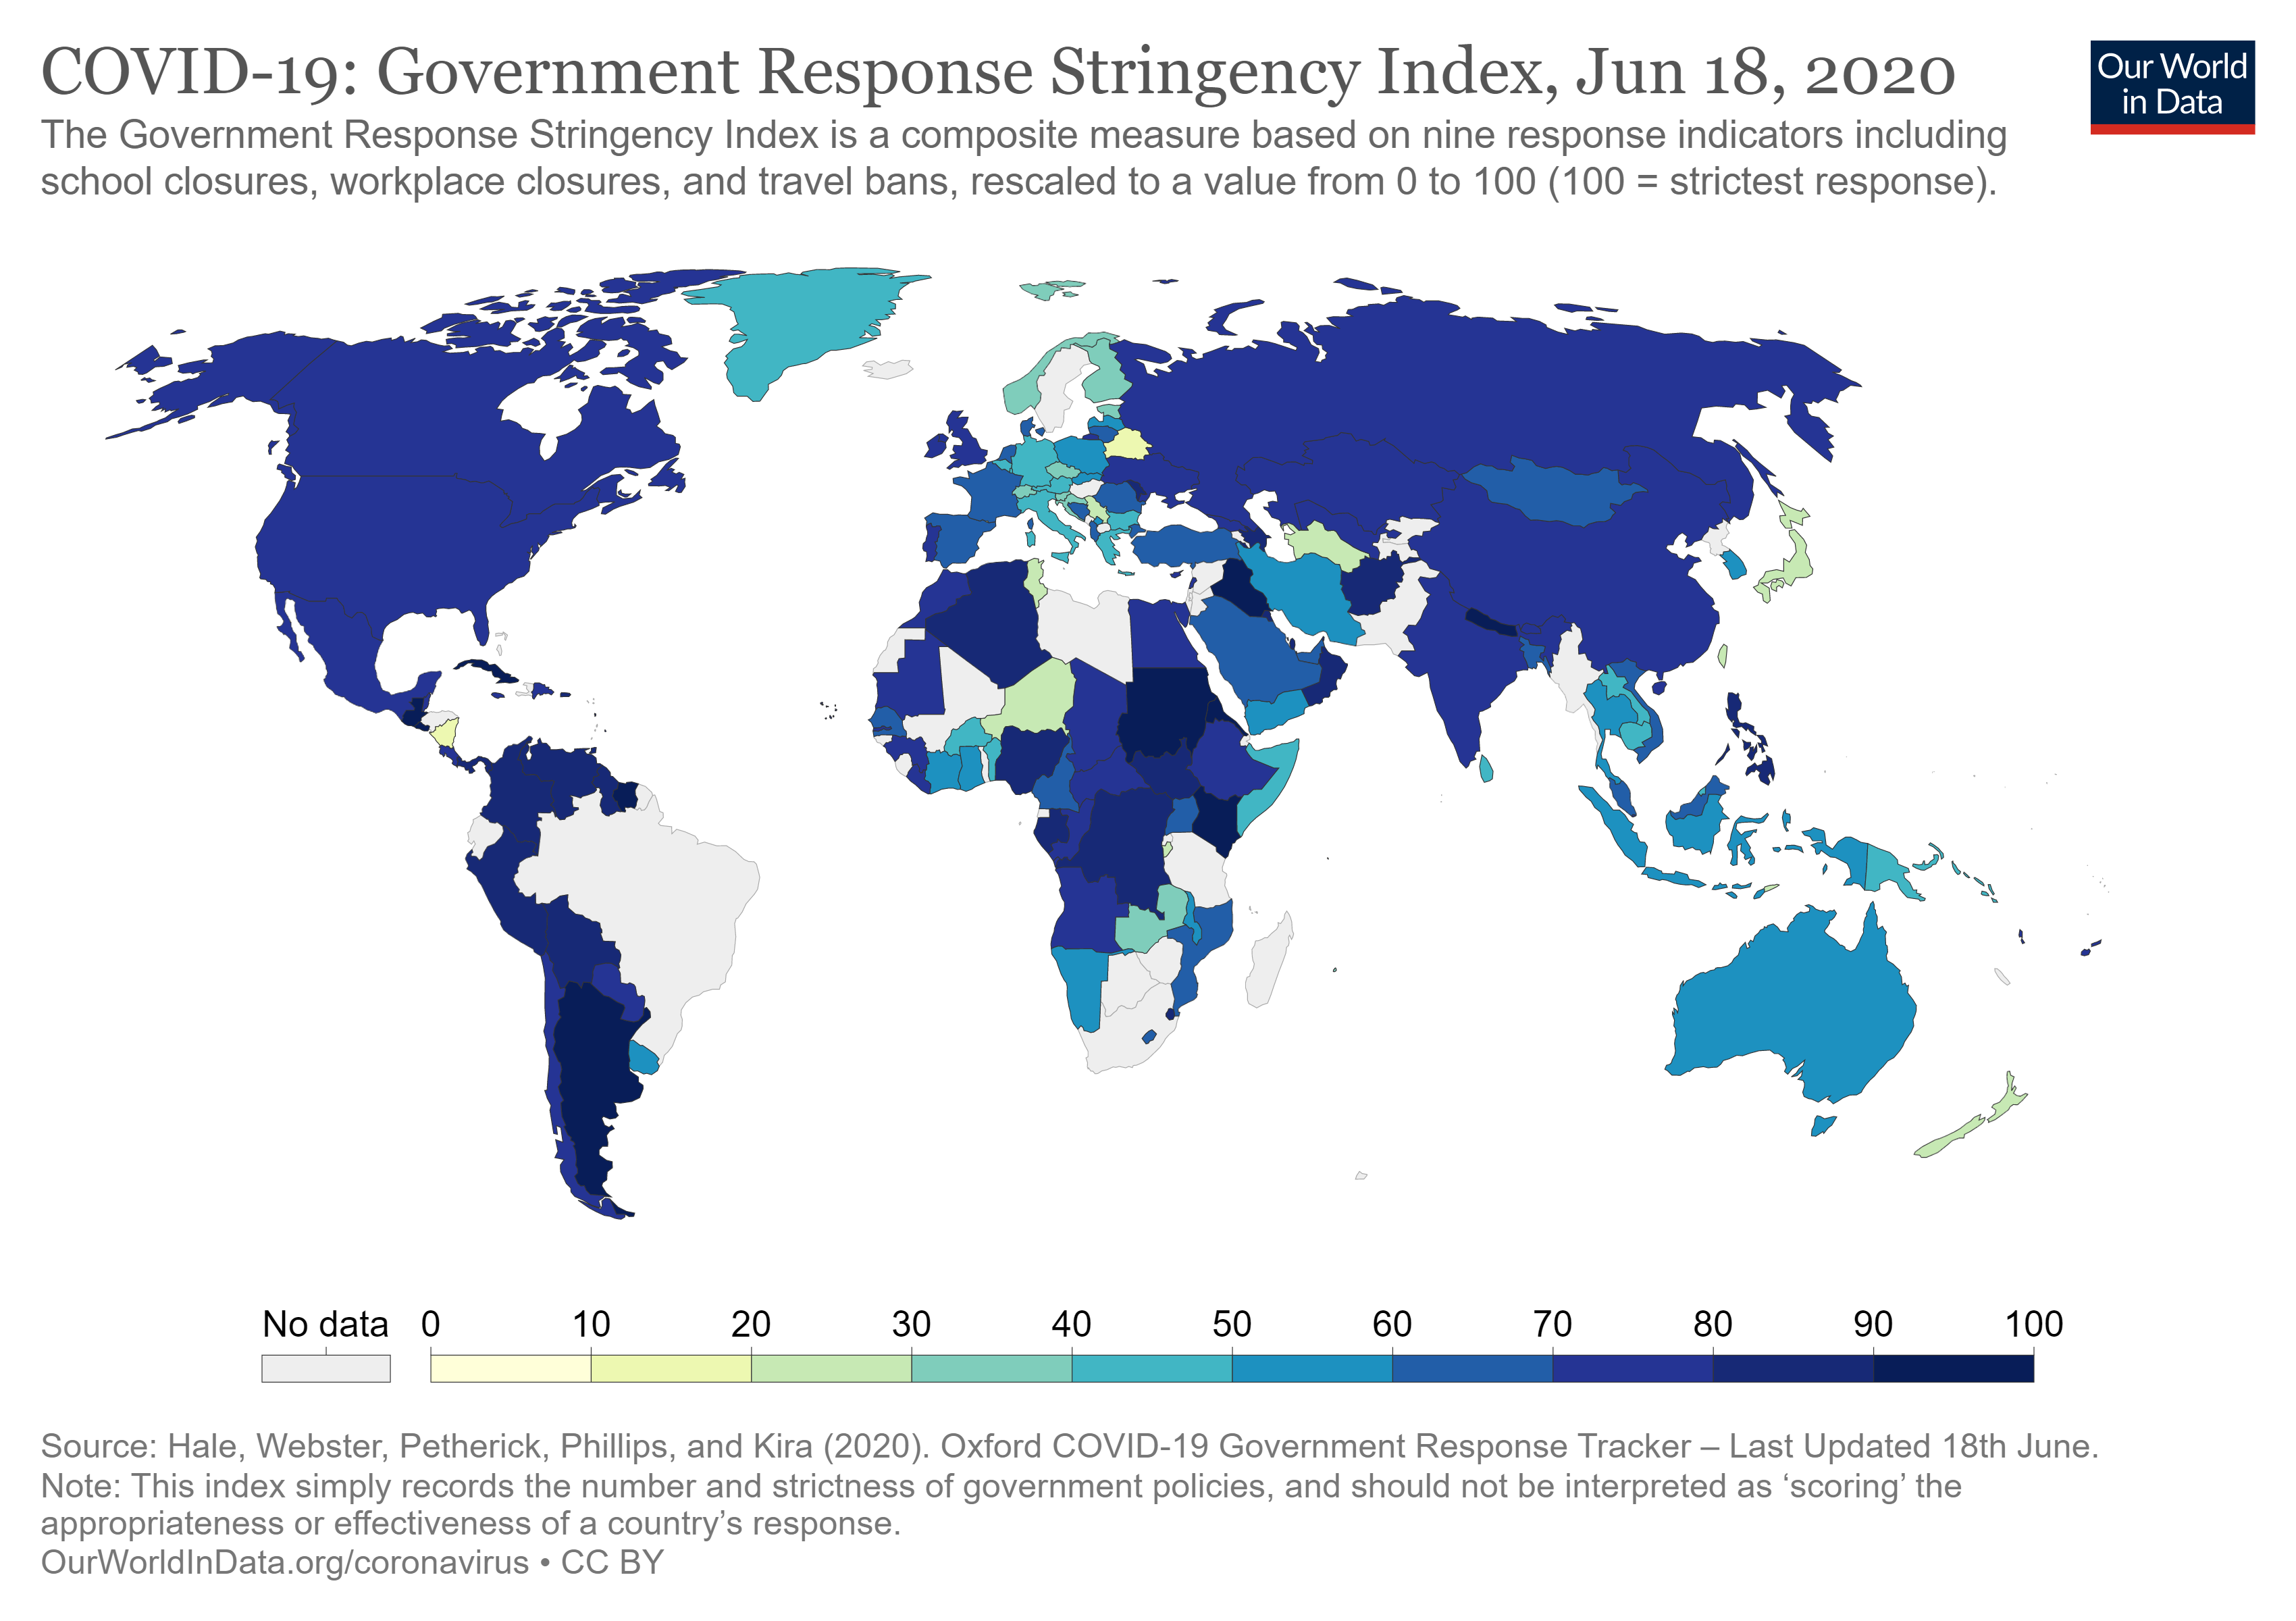 COVID-19: Government Response Stringency Index, Jun 18, 2020
Our World
in Data
The Government Response Stringency Index is a composite measure based on nine response indicators including
school closures, workplace closures, and travel bans, rescaled to a value from 0 to 100 (100 = strictest response).
No data 0 10 20 30 40 50 60 70 80 90 100
Source: Hale, Webster, Petherick, Phillips, and Kira (2020). Oxford COVID-19 Government Response Tracker – Last Updated 18th June.
Note: This index simply records the number and strictness of government policies, and should not be interpreted as ‘scoring’ the
appropriateness or effectiveness of a country’s response.
OurWorldInData.org/coronavirus • CC BY